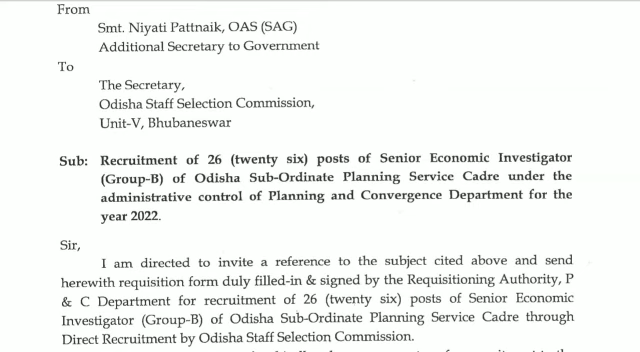 From
Smt. Niyati Pattnaik, OAS (SAG)
Additional Secretary to Government
To
The Secretary,
Odisha Staff Selection Commission,
Unit-V, Bhubaneswar
Sub: Recruitment of 26 (twenty six) posts of Senior Economic Investigator
(Group-B) of Odisha Sub-Ordinate Planning Service Cadre under the
administrative control of Planning and Convergence Department for the
year 2022.
Sir,
I am directed to invite a reference to the subject cited above and send
herewith requisition form duly filled-in & signed by the Requisitioning Authority, P
& C Department for recruitment of 26 (twenty six) posts of Senior Economic
Investigator (Group-B) of Odisha Sub-Ordinate Planning Service Cadre through
Direct Recruitment by Odisha Staff Selection Commission.